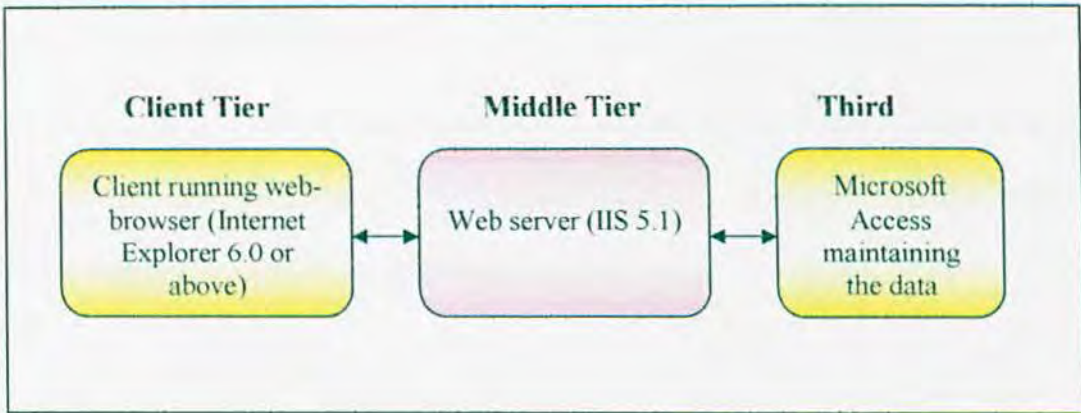 Client Tier
Middle Tier
Third
Client running web-
browser (Internet
Explorer 6.0 or
above)
Web server (IIS 5.1)
Microsoft
Access
maintaining
the data